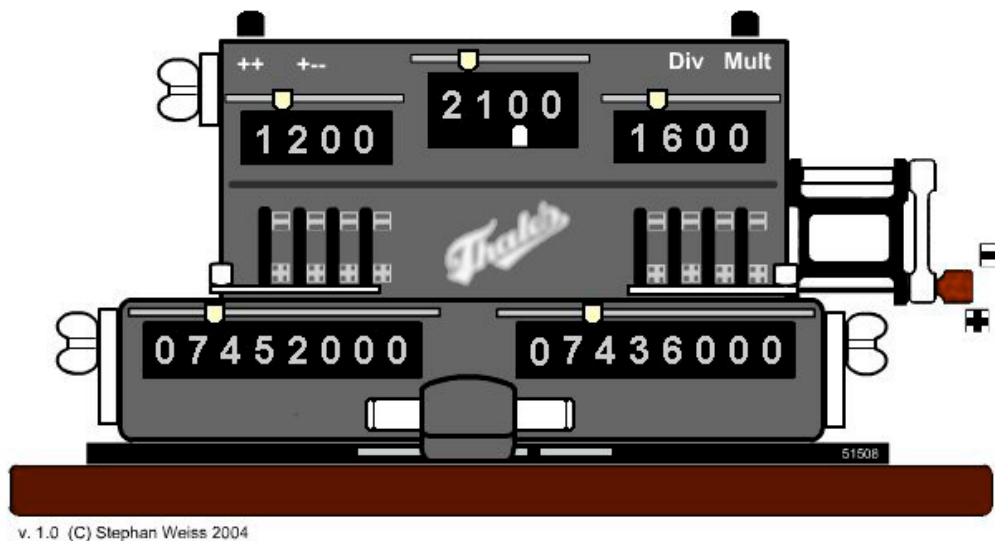 ++ +-- Div Mult
2100
1200 1600
Thales
07452000 07436000
51508
v. 1.0 (C) Stephan Weiss 2004